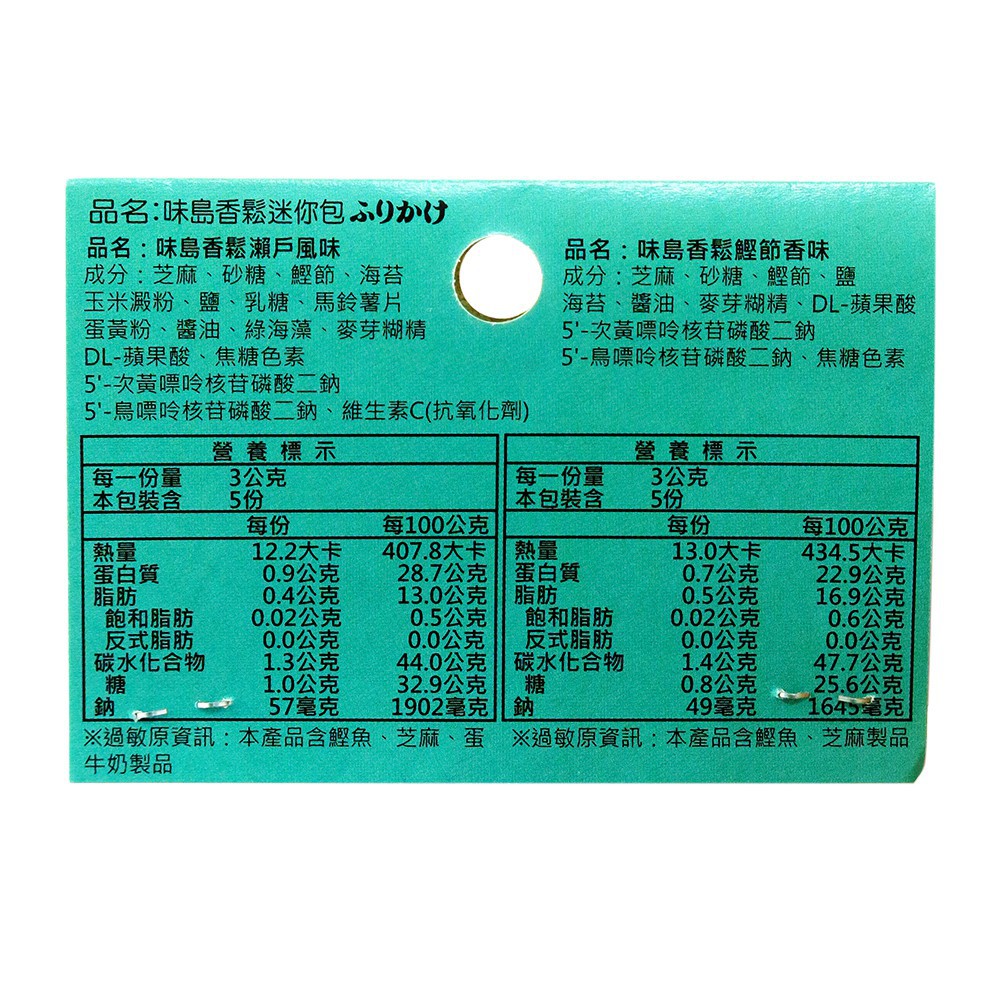 品名:味島香鬆迷你包ふりかけ
品名：味島香鬆瀨戶風味
成分：芝麻、砂糖、鰹節、海苔
玉米澱粉、鹽、乳糖、馬鈴薯片
蛋黃粉、醬油、綠海藻、麥芽糊精
DL-蘋果酸、焦糖色素
5'-次黃嘌呤核苷磷酸二鈉
5'-鳥嘌呤核苷磷酸二鈉、維生素C(抗氧化劑)
營養標示
每一份量 3公克
本包裝含 5份
每份 每100公克
熱量 12.2大卡 407.8大卡
蛋白質 0.9公克 28.7公克
脂肪 0.4公克 13.0公克
飽和脂肪 0.02公克 0.5公克
反式脂肪 0.0公克 0.0公克
碳水化合物 1.3公克 44.0公克
糖 1.0公克 32.9公克
鈉 57毫克 1902毫克
※過敏原資訊：本產品含鰹魚、芝麻、蛋
牛奶製品
品名：味島香鬆鰹節香味
成分：芝麻、砂糖、鰹節、鹽
海苔、醬油、麥芽糊精、DL-蘋果酸
5'-次黃嘌呤核苷磷酸二鈉
5'-鳥嘌呤核苷磷酸二鈉、焦糖色素
營養標示
每一份量 3公克
本包裝含 5份
每份 每100公克
熱量 13.0大卡 434.5大卡
蛋白質 0.7公克 22.9公克
脂肪 0.5公克 16.9公克
飽和脂肪 0.02公克 0.6公克
反式脂肪 0.0公克 0.0公克
碳水化合物 1.4公克 47.7公克
糖 0.8公克 25.6公克
鈉 49毫克 1645毫克
※過敏原資訊：本產品含鰹魚、芝麻製品